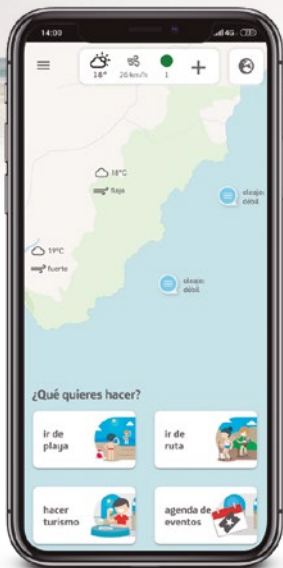 14:00
4G
18°
26 km/h
1
18°C
floja
oleaje:
débil
19°C
fuerte
oleaje:
débil
¿Qué quieres hacer?
ir de
playa
ir de
ruta
hacer
turismo
agenda de
eventos